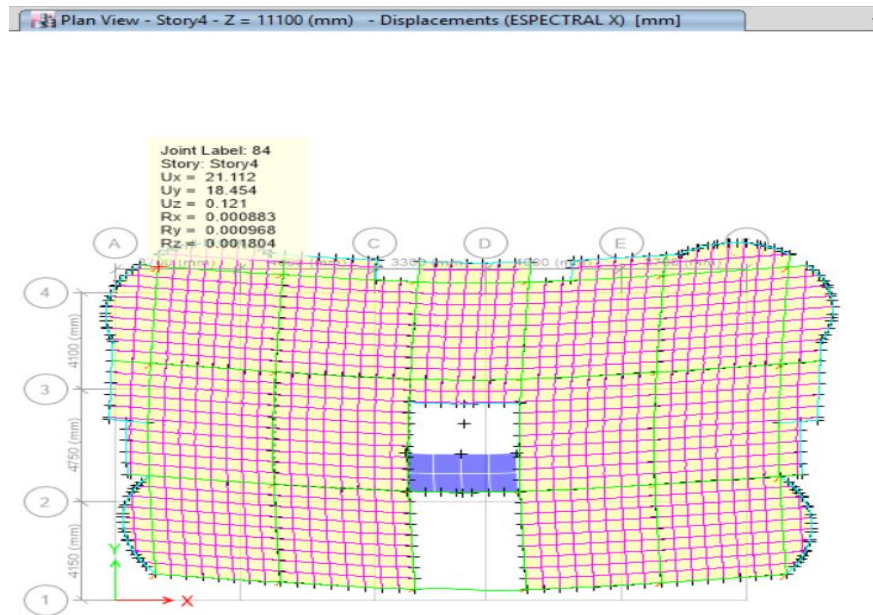 Plan View - Story4 - Z = 11100 (mm) - Displacements (ESPECTRAL X) [mm]
Joint Label: 84
Story: Story4
Ux = 21.112
Uy = 18.454
Uz = 0.121
Rx = 0.000883
Ry = 0.000968
Rz = 0.001804
A
C
D
E
3300 (mm)
4
4100 (mm)
3
4750 (mm)
2
4150 (mm)
Y
X
1